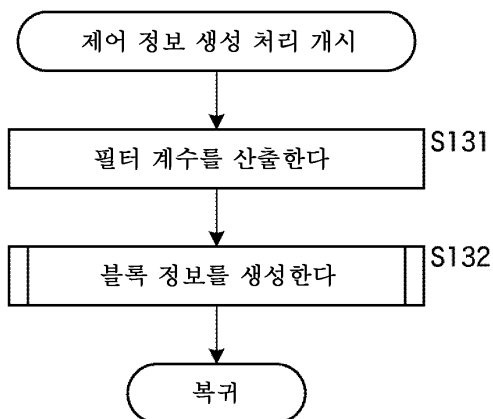 제어 정보 생성 처리 개시
필터 계수를 산출한다
S131
블록 정보를 생성한다
S132
복귀